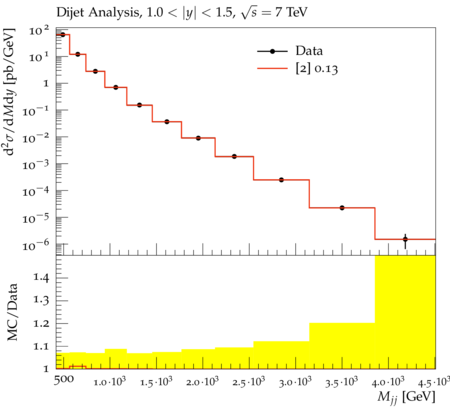 Dijet Analysis, 1.0 < |y| < 1.5, √s = 7 TeV
d²σ/dMdy [pb/GeV]
10²
10¹
1
10⁻¹
10⁻²
10⁻³
10⁻⁴
10⁻⁵
10⁻⁶
Data
[2] 0.13
MC/Data
1.4
1.3
1.2
1.1
1
500 1.0·10³ 1.5·10³ 2.0·10³ 2.5·10³ 3.0·10³ 3.5·10³ 4.0·10³ 4.5·10³
Mjj [GeV]